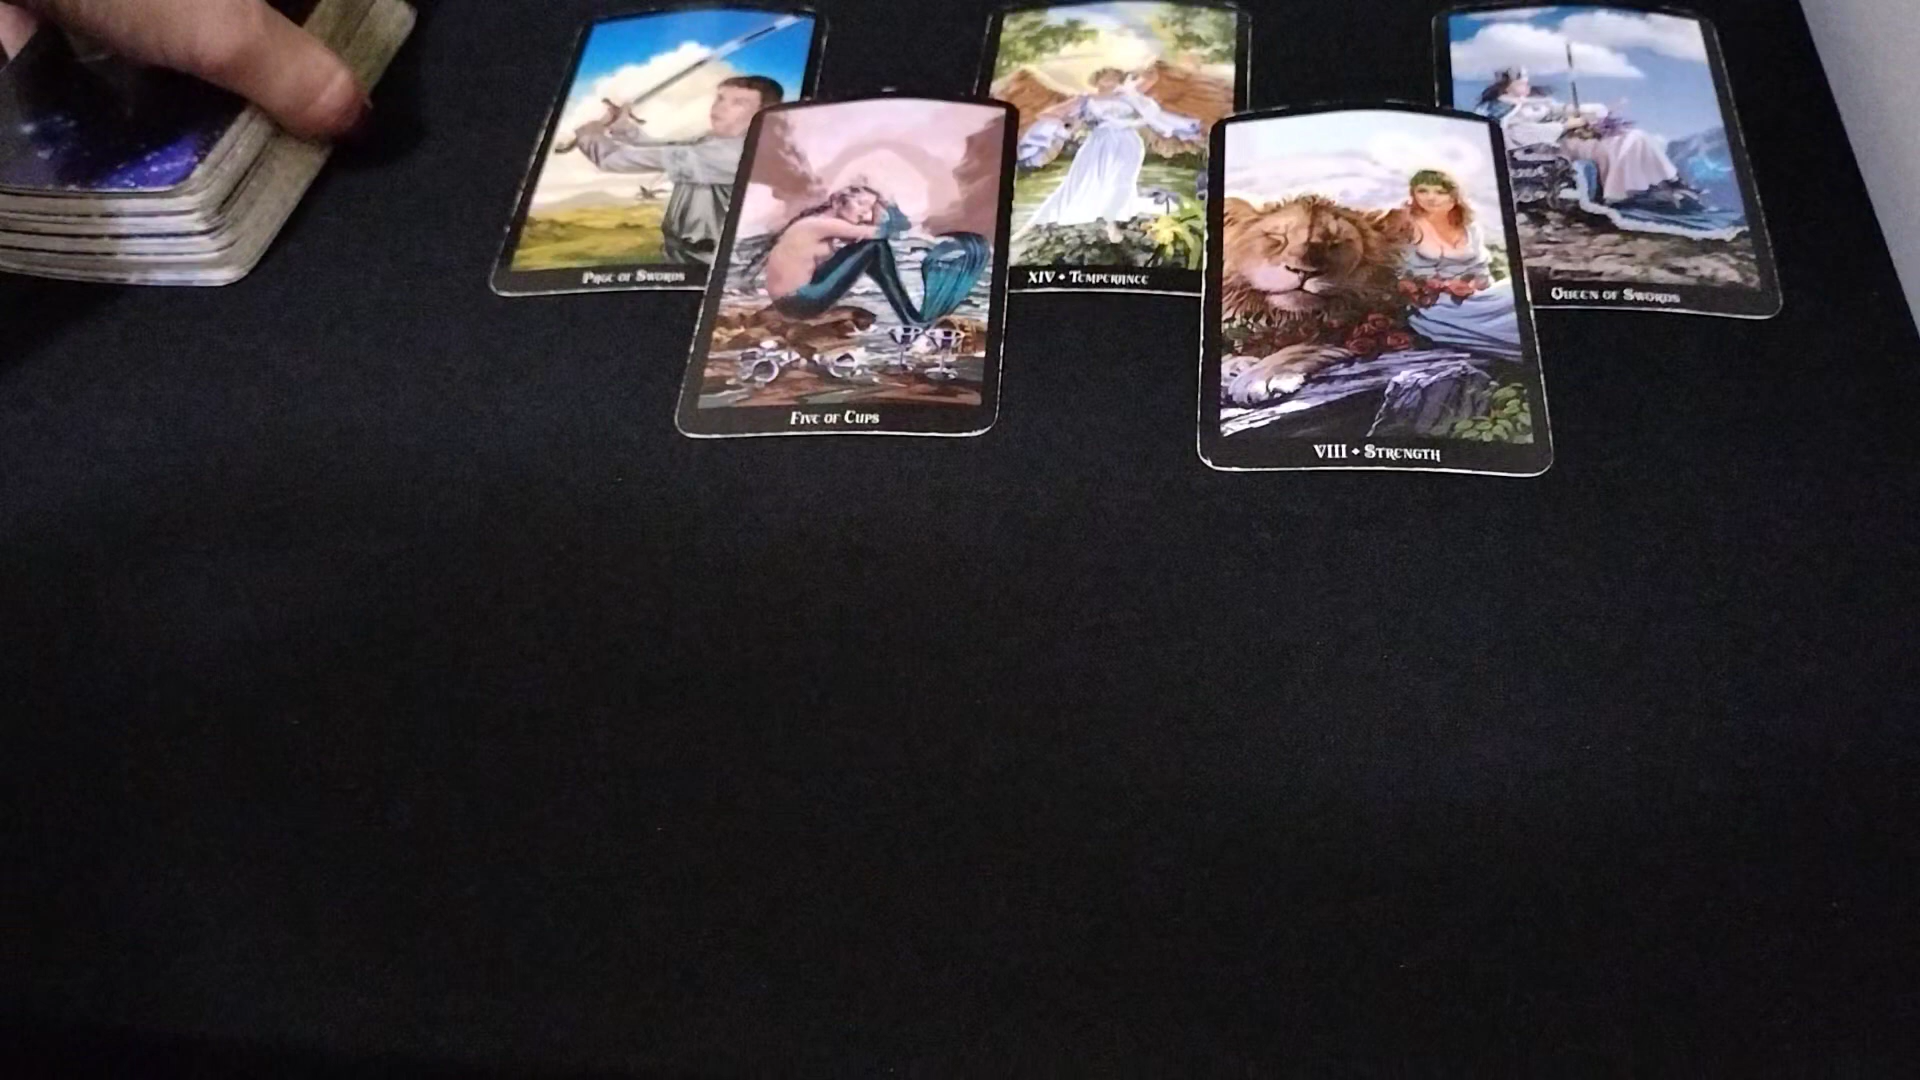 Page of Swords
XIV • Temperance
Queen of Swords
Five of Cups
VIII • Strength